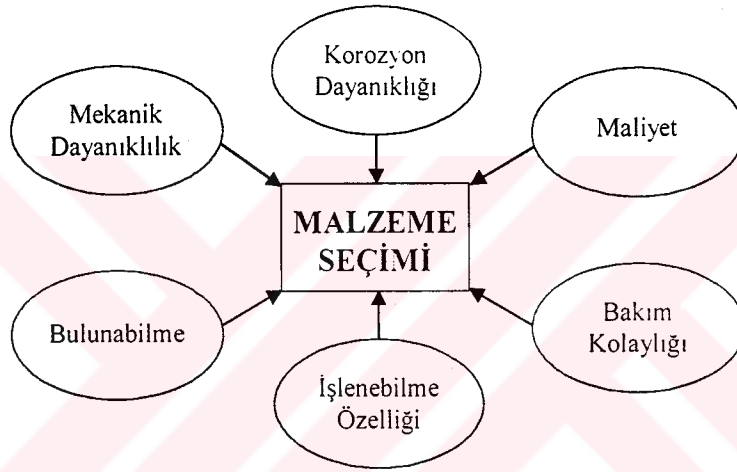 Korozyon
Dayanıklığı
Mekanik
Dayanıklılık
Maliyet
MALZEME
SEÇİMİ
Bulunabilme
Bakım
Kolaylığı
İşlenebilme
Özelliği